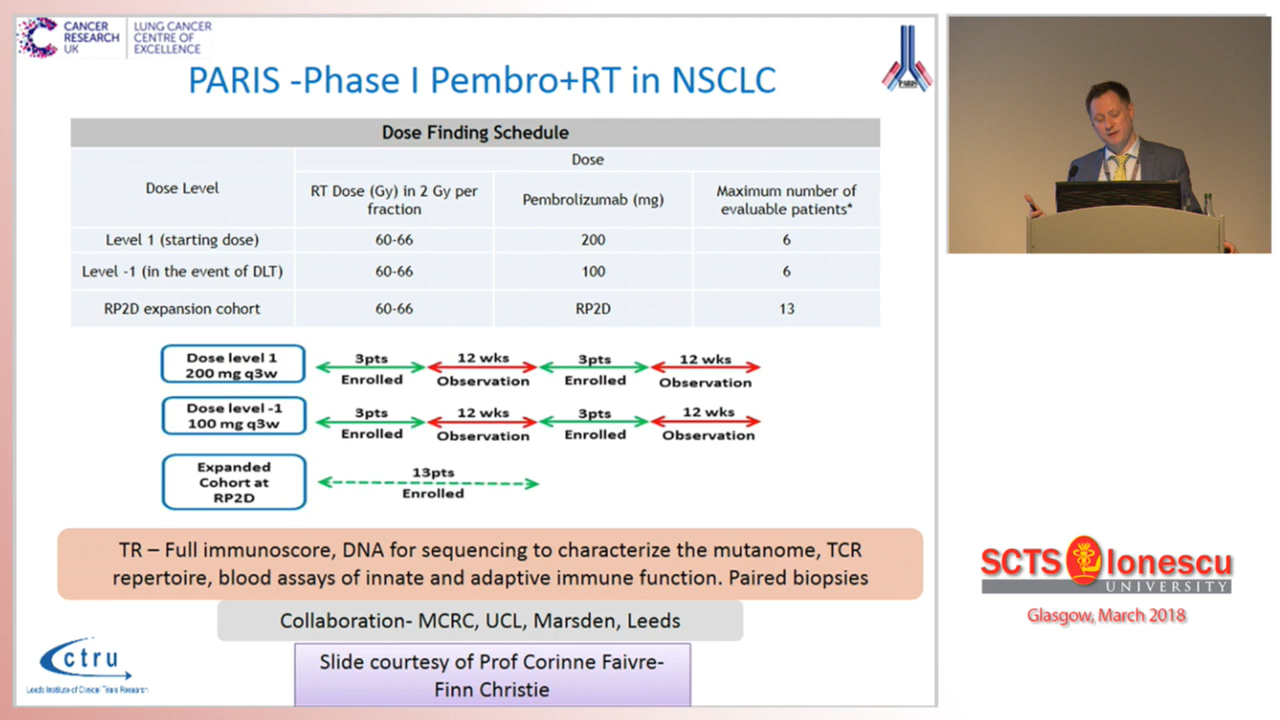 CANCER RESEARCH UK
LUNG CANCER CENTRE OF EXCELLENCE
PARIS -Phase I Pembro+RT in NSCLC
PARIS
Dose Finding Schedule
Dose Level
Dose
RT Dose (Gy) in 2 Gy per fraction
Pembrolizumab (mg)
Maximum number of evaluable patients*
Level 1 (starting dose) 60-66 200 6
Level -1 (in the event of DLT) 60-66 100 6
RP2D expansion cohort 60-66 RP2D 13
Dose level 1
200 mg q3w
3pts 12 wks 3pts 12 wks
Enrolled Observation Enrolled Observation
Dose level -1
100 mg q3w
3pts 12 wks 3pts 12 wks
Enrolled Observation Enrolled Observation
Expanded
Cohort at
RP2D
13pts
Enrolled
TR – Full immunoscore, DNA for sequencing to characterize the mutanome, TCR
repertoire, blood assays of innate and adaptive immune function. Paired biopsies
Collaboration- MCRC, UCL, Marsden, Leeds
Slide courtesy of Prof Corinne Faivre-
Finn Christie
ctru
Leeds Institute of Clinical Trials Research
SCTS Ionescu
UNIVERSITY
Glasgow, March 2018